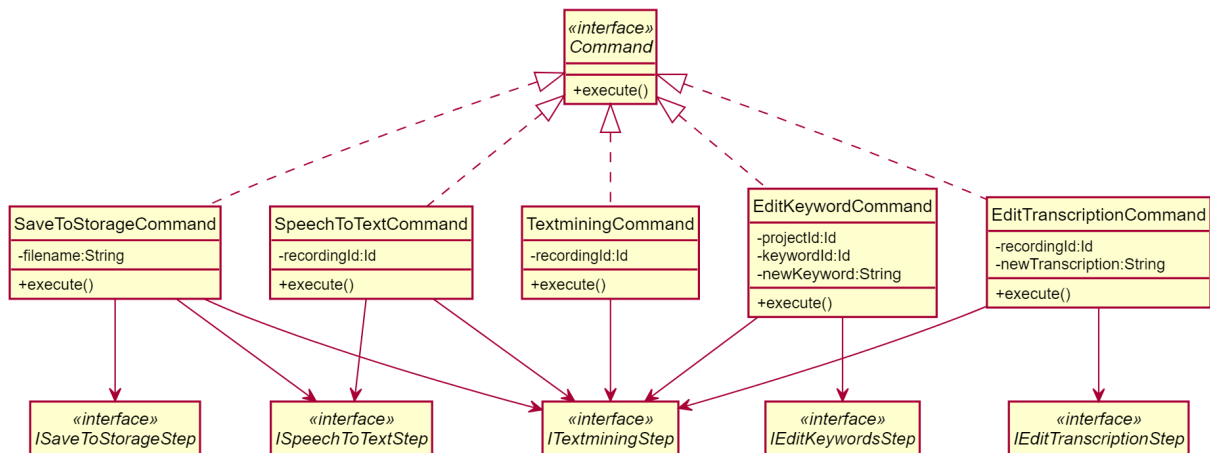 «interface»
Command
+execute()
SaveToStorageCommand
-filename:String
+execute()
SpeechToTextCommand
-recordingId:Id
+execute()
TextminingCommand
-recordingId:Id
+execute()
EditKeywordCommand
-projectId:Id
-keywordId:Id
-newKeyword:String
+execute()
EditTranscriptionCommand
-recordingId:Id
-newTranscription:String
+execute()
«interface»
ISaveToStorageStep
«interface»
ISpeechToTextStep
«interface»
ITextminingStep
«interface»
IEditKeywordsStep
«interface»
IEditTranscriptionStep